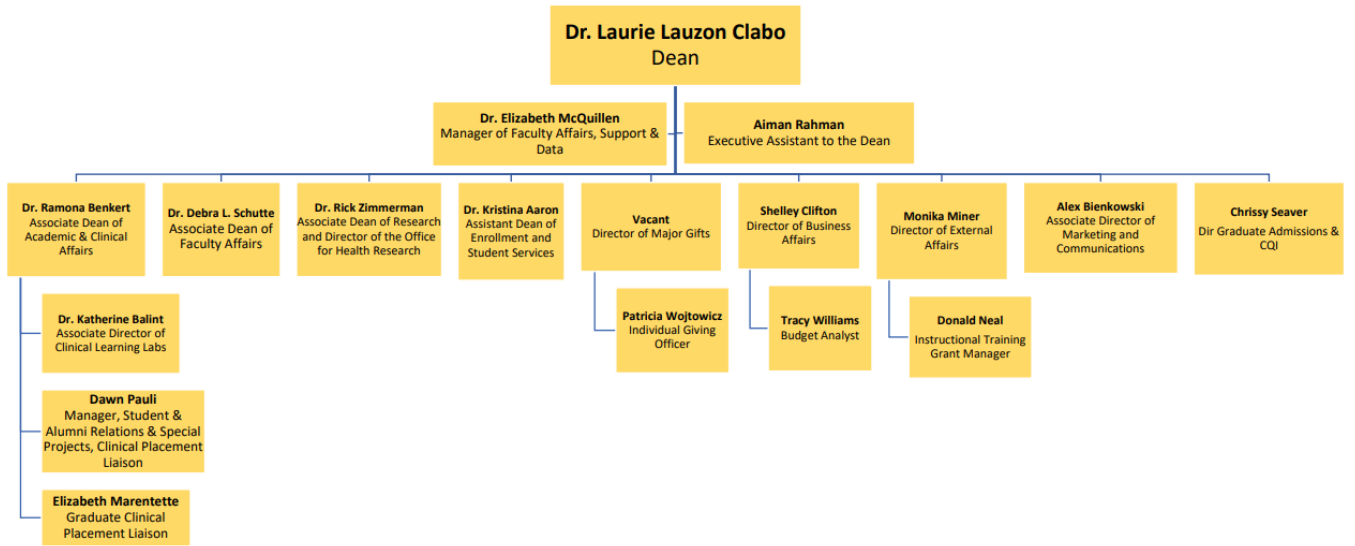 Dr. Laurie Lauzon Clabo
Dean
Dr. Elizabeth McQuillen
Manager of Faculty Affairs, Support &
Data
Aiman Rahman
Executive Assistant to the Dean
Dr. Ramona Benkert
Associate Dean of
Academic & Clinical
Affairs
Dr. Debra L. Schutte
Associate Dean of
Faculty Affairs
Dr. Rick Zimmerman
Associate Dean of Research
and Director of the Office
for Health Research
Dr. Kristina Aaron
Assistant Dean of
Enrollment and
Student Services
Vacant
Director of Major Gifts
Shelley Clifton
Director of Business
Affairs
Monika Miner
Director of External
Affairs
Alex Bienkowski
Associate Director of
Marketing and
Communications
Chrissy Seaver
Dir Graduate Admissions &
CQI
Dr. Katherine Balint
Associate Director of
Clinical Learning Labs
Dawn Pauli
Manager, Student &
Alumni Relations & Special
Projects, Clinical Placement
Liaison
Elizabeth Marentette
Graduate Clinical
Placement Liaison
Patricia Wojtowicz
Individual Giving
Officer
Tracy Williams
Budget Analyst
Donald Neal
Instructional Training
Grant Manager